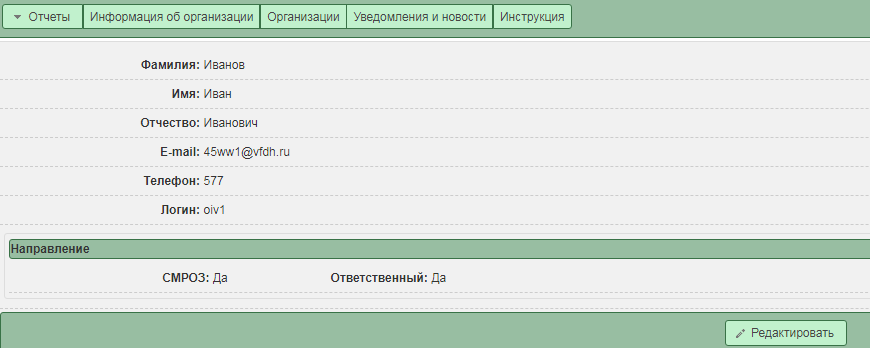 Отчеты Информация об организации Организации Уведомления и новости Инструкция
Фамилия: Иванов
Имя: Иван
Отчество: Иванович
E-mail: 45ww1@vfdh.ru
Телефон: 577
Логин: oiv1
Направление
СМРОЗ: Да Ответственный: Да
Редактировать